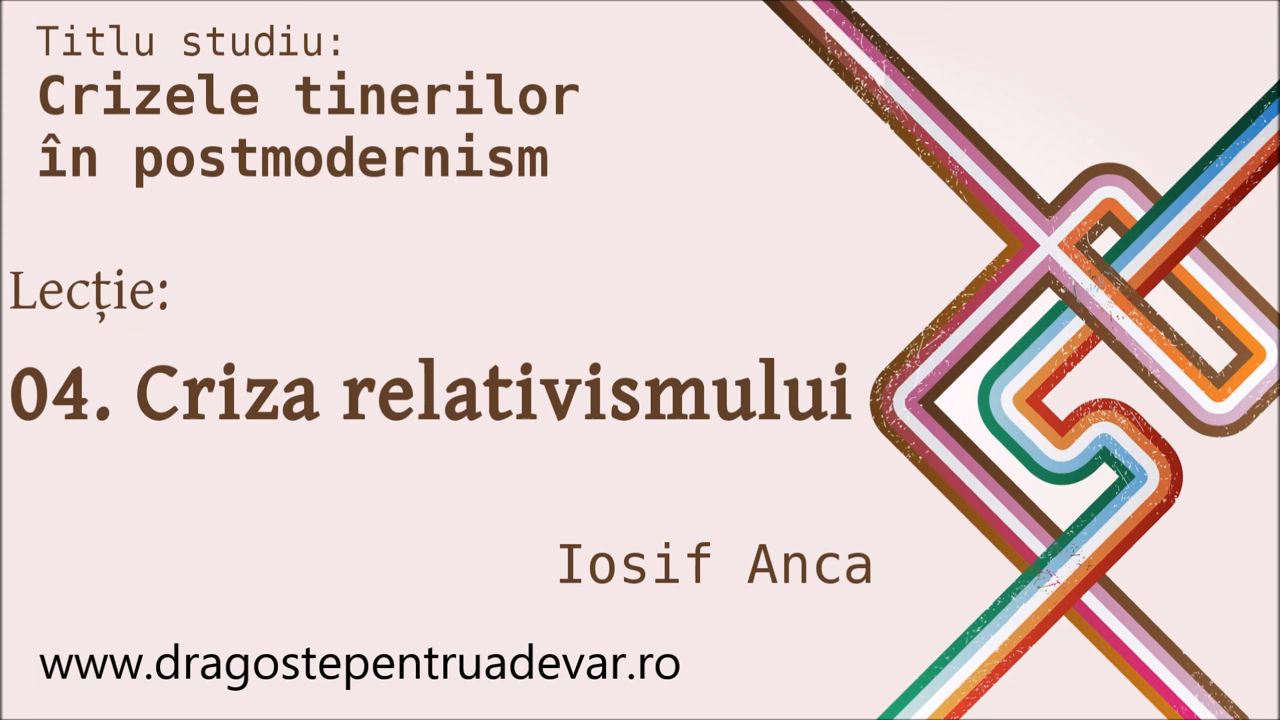 Titlu studiu:
Crizele tinerilor
în postmodernism
Lecție:
04. Criza relativismului
Iosif Anca
www.dragostepentruadevar.ro